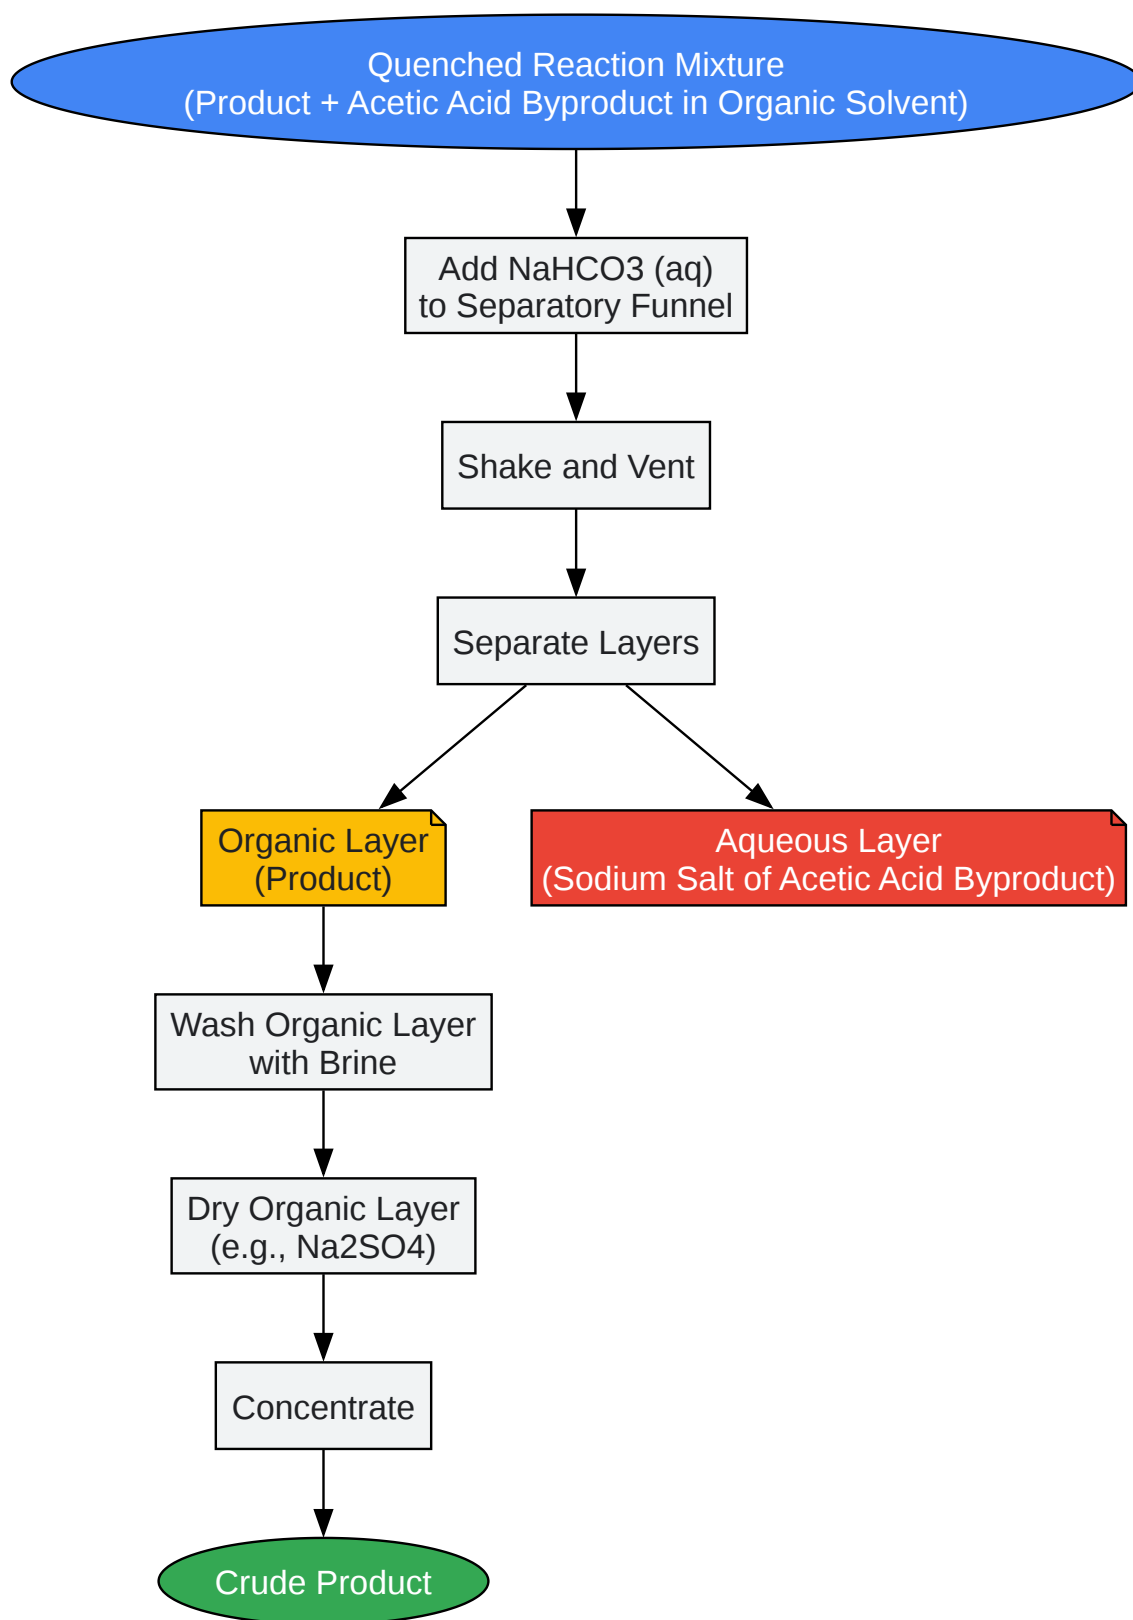 Quenched Reaction Mixture
(Product + Acetic Acid Byproduct in Organic Solvent)
Add NaHCO3 (aq)
to Separatory Funnel
Shake and Vent
Separate Layers
Organic Layer
(Product)
Aqueous Layer
(Sodium Salt of Acetic Acid Byproduct)
Wash Organic Layer
with Brine
Dry Organic Layer
(e.g., Na2SO4)
Concentrate
Crude Product